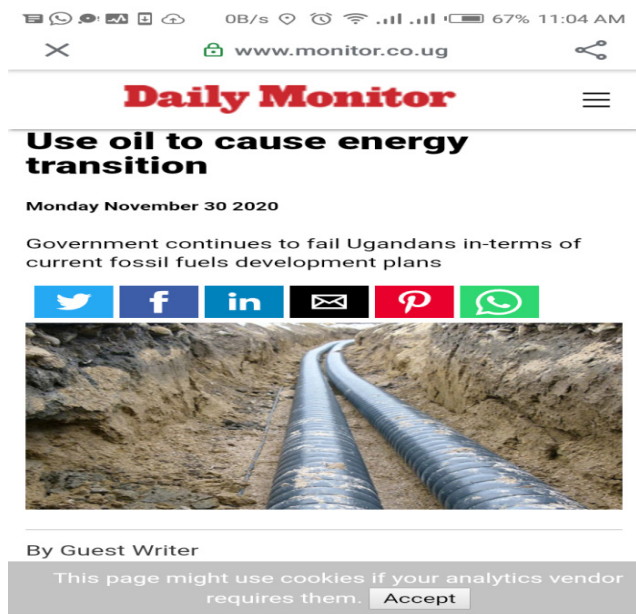 0B/s 67% 11:04 AM
www.monitor.co.ug
Daily Monitor
Use oil to cause energy
transition
Monday November 30 2020
Government continues to fail Ugandans in-terms of
current fossil fuels development plans
in
By Guest Writer
This page might use cookies if your analytics vendor
requires them. Accept